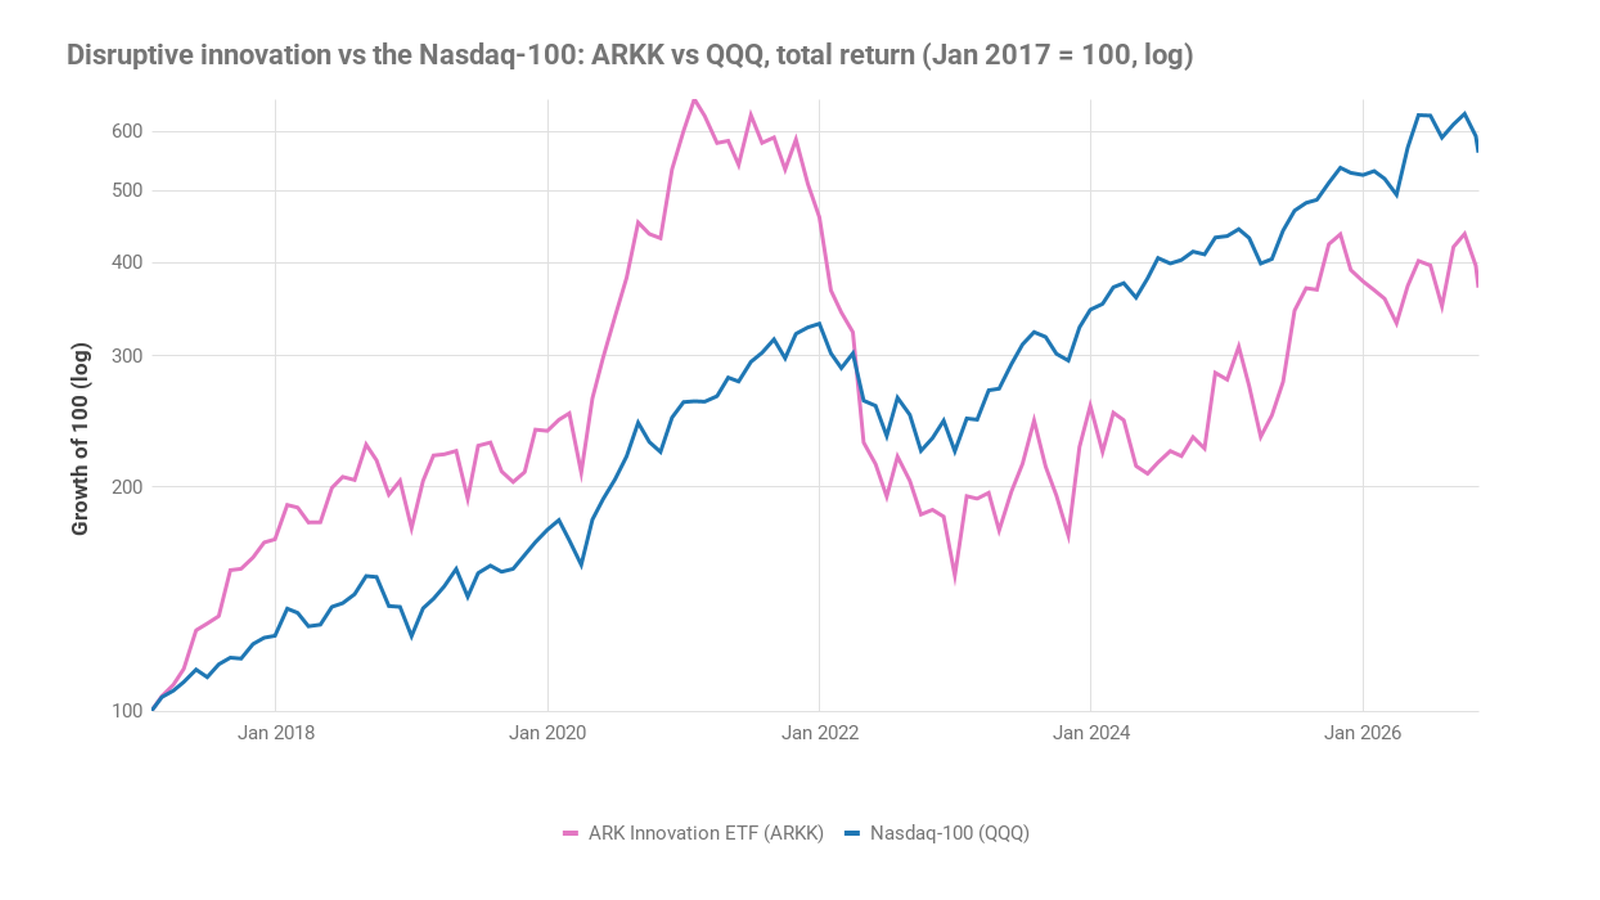 Disruptive innovation vs the Nasdaq-100: ARKK vs QQQ, total return (Jan 2017 = 100, log)
Growth of 100 (log)
600
500
400
300
200
100
Jan 2018
Jan 2020
Jan 2022
Jan 2024
Jan 2026
ARK Innovation ETF (ARKK)
Nasdaq-100 (QQQ)